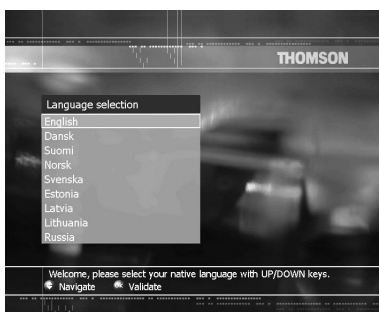 THOMSON
Language selection
English
Dansk
Suomi
Norsk
Svenska
Estonia
Latvia
Lithuania
Russia
Welcome, please select your native language with UP/DOWN keys.
Navigate Validate